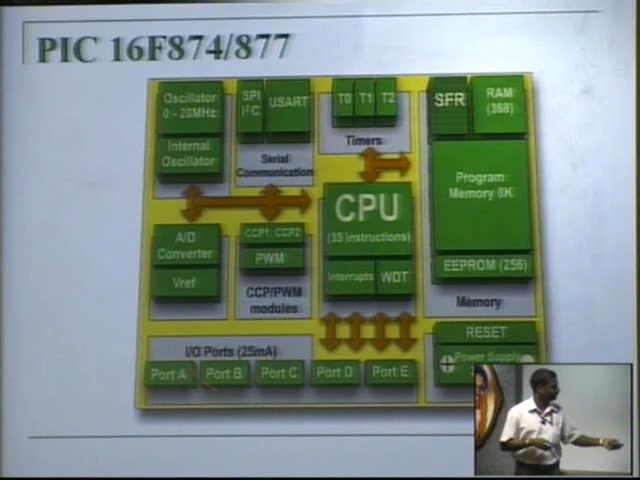 PIC 16F874/877
Oscillator
0 - 20MHz
Internal
Oscillator
SPI
I²C
USART
Serial
Communication
T0 T1 T2
Timers
SFR
RAM
(368)
Program
Memory 8K
EEPROM (256)
Memory
CPU
(35 instructions)
Interrupts
WDT
A/D
Converter
Vref
CCP1, CCP2
PWM
CCP/PWM
modules
I/O Ports (25mA)
Port A Port B Port C Port D Port E
RESET
Power Supply